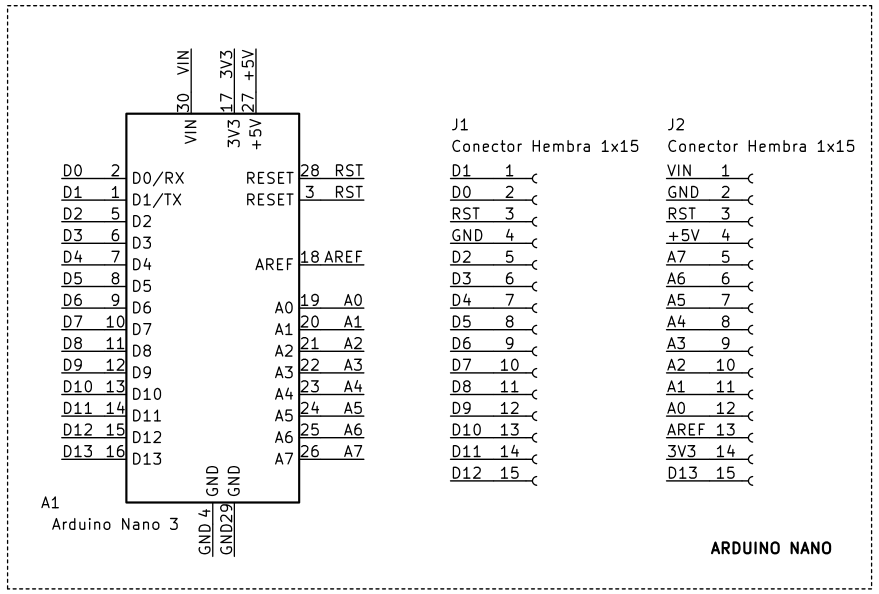 VIN 3V3 +5V
30 17 27
VIN 3V3 +5V
D0 2 D0/RX RESET 28 RST
D1 1 D1/TX RESET 3 RST
D2 5 D2
D3 6 D3
D4 7 D4 AREF 18 AREF
D5 8 D5
D6 9 D6 A0 19 A0
D7 10 D7 A1 20 A1
D8 11 D8 A2 21 A2
D9 12 D9 A3 22 A3
D10 13 D10 A4 23 A4
D11 14 D11 A5 24 A5
D12 15 D12 A6 25 A6
D13 16 D13 A7 26 A7
GND GND
4 29
GND GND
A1
Arduino Nano 3
J1
Conector Hembra 1x15
D1 1
D0 2
RST 3
GND 4
D2 5
D3 6
D4 7
D5 8
D6 9
D7 10
D8 11
D9 12
D10 13
D11 14
D12 15
J2
Conector Hembra 1x15
VIN 1
GND 2
RST 3
+5V 4
A7 5
A6 6
A5 7
A4 8
A3 9
A2 10
A1 11
A0 12
AREF 13
3V3 14
D13 15
ARDUINO NANO